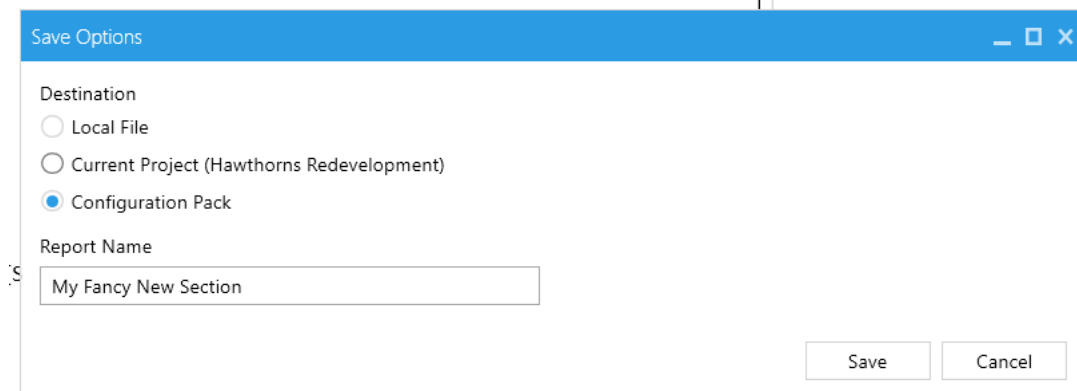 Save Options
Destination
Local File
Current Project (Hawthorns Redevelopment)
Configuration Pack
Report Name
[S
My Fancy New Section
Save Cancel